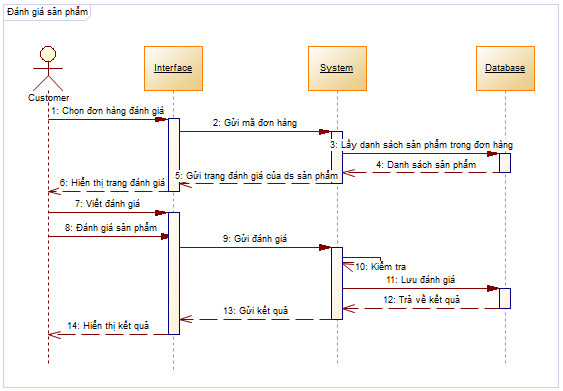 Đánh giá sản phẩm
Interface
System
Database
Customer
1: Chọn đơn hàng đánh giá
2: Gửi mã đơn hàng
3: Lấy danh sách sản phẩm trong đơn hàng
4: Danh sách sản phẩm
5: Gửi trang đánh giá của ds sản phẩm
6: Hiển thị trang đánh giá
7: Viết đánh giá
8: Đánh giá sản phẩm
9: Gửi đánh giá
10: Kiểm tra
11: Lưu đánh giá
12: Trả về kết quả
13: Gửi kết quả
14: Hiển thị kết quả